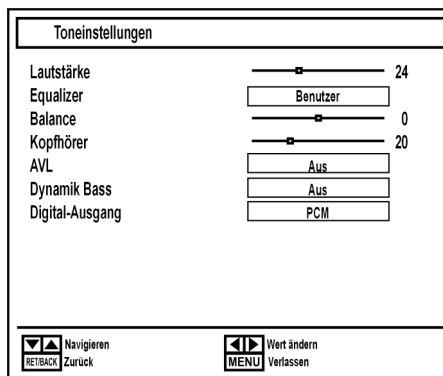 Toneinstellungen
Lautstärke 24
Equalizer Benutzer
Balance 0
Kopfhörer 20
AVL Aus
Dynamik Bass Aus
Digital-Ausgang PCM
Navigieren Wert ändern
RET/BACK Zurück MENU Verlassen